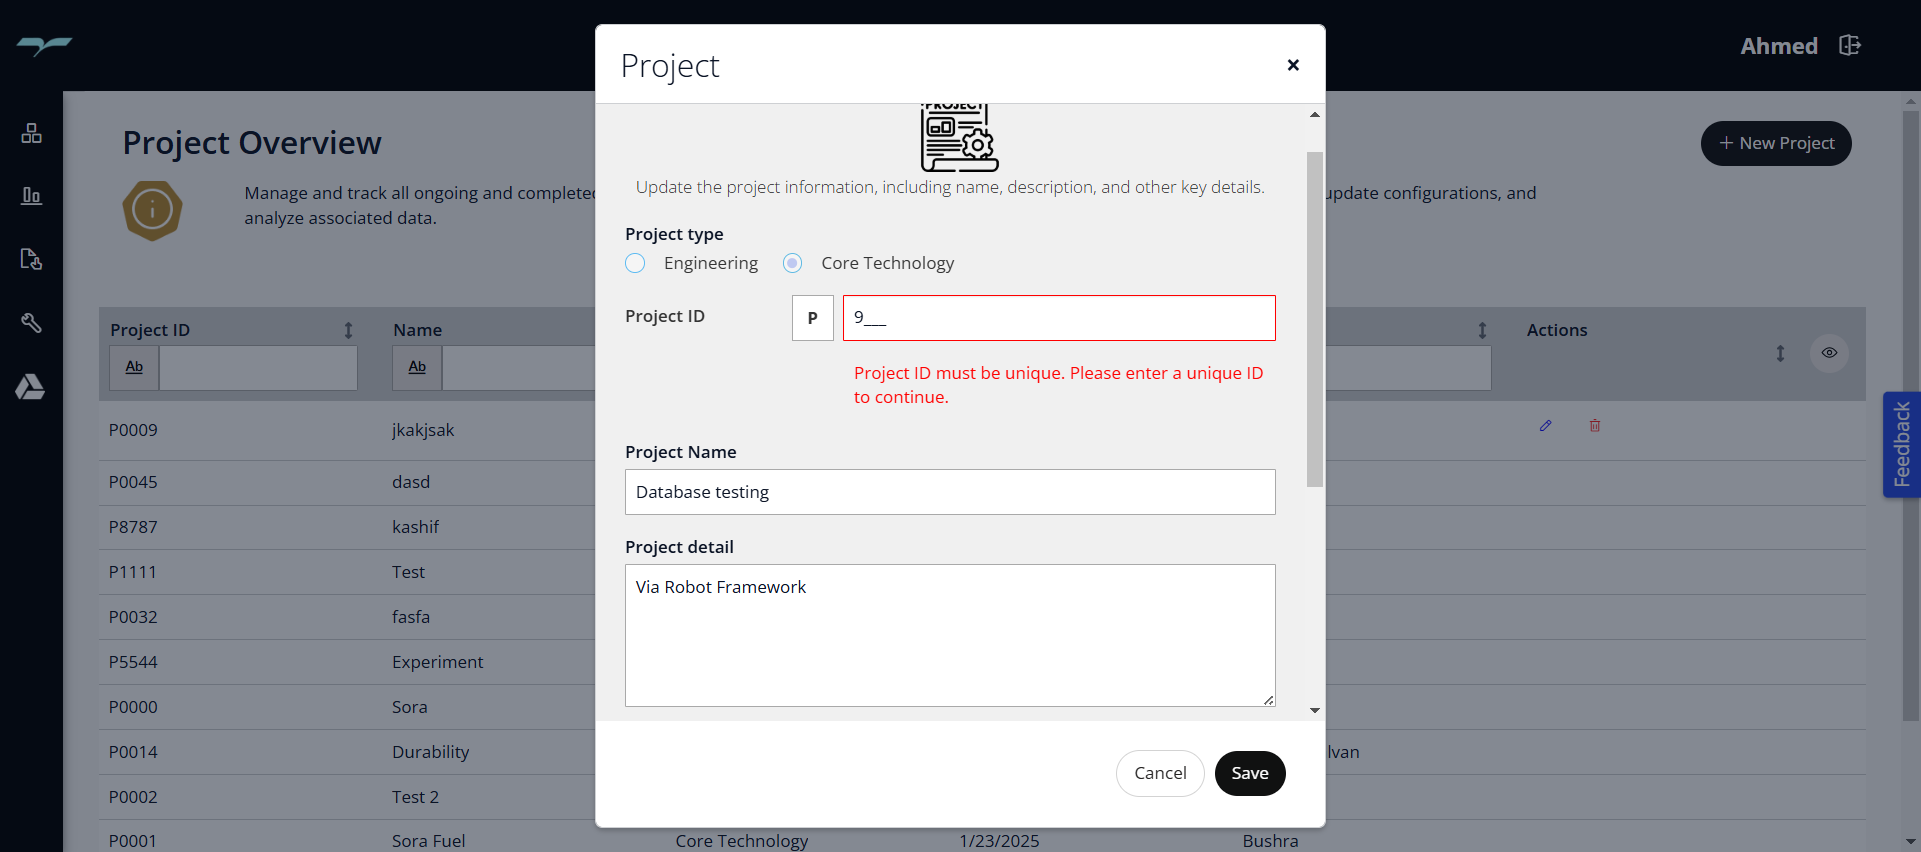 Ahmed
Project Overview
+ New Project
Manage and track all ongoing and completed
update configurations, and
analyze associated data.
Project ID
Name
Actions
Ab
Ab
P0009 jkakjsak
P0045 dasd
P8787 kashif
P1111 Test
P0032 fasfa
P5544 Experiment
P0000 Sora
P0014 Durability lvan
P0002 Test 2
P0001 Sora Fuel Core Technology 1/23/2025 Bushra
Feedback
Project
×
PROJECT
Update the project information, including name, description, and other key details.
Project type
Engineering Core Technology
Project ID P 9___
Project ID must be unique. Please enter a unique ID
to continue.
Project Name
Database testing
Project detail
Via Robot Framework
Cancel Save